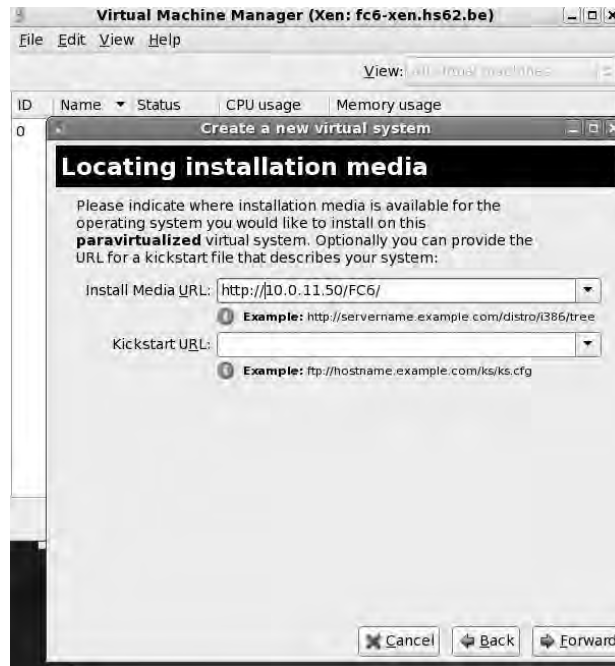 Virtual Machine Manager (Xen: fc6-xen.hs62.be)
File Edit View Help
View:
ID Name Status CPU usage Memory usage
0
Create a new virtual system
Locating installation media
Please indicate where installation media is available for the
operating system you would like to install on this
paravirtualized virtual system. Optionally you can provide the
URL for a kickstart file that describes your system:
Install Media URL: http://10.0.11.50/FC6/
Example: http://servername.example.com/distro/i386/tree
Kickstart URL:
Example: ftp://hostname.example.com/ks/ks.cfg
Cancel Back Forward